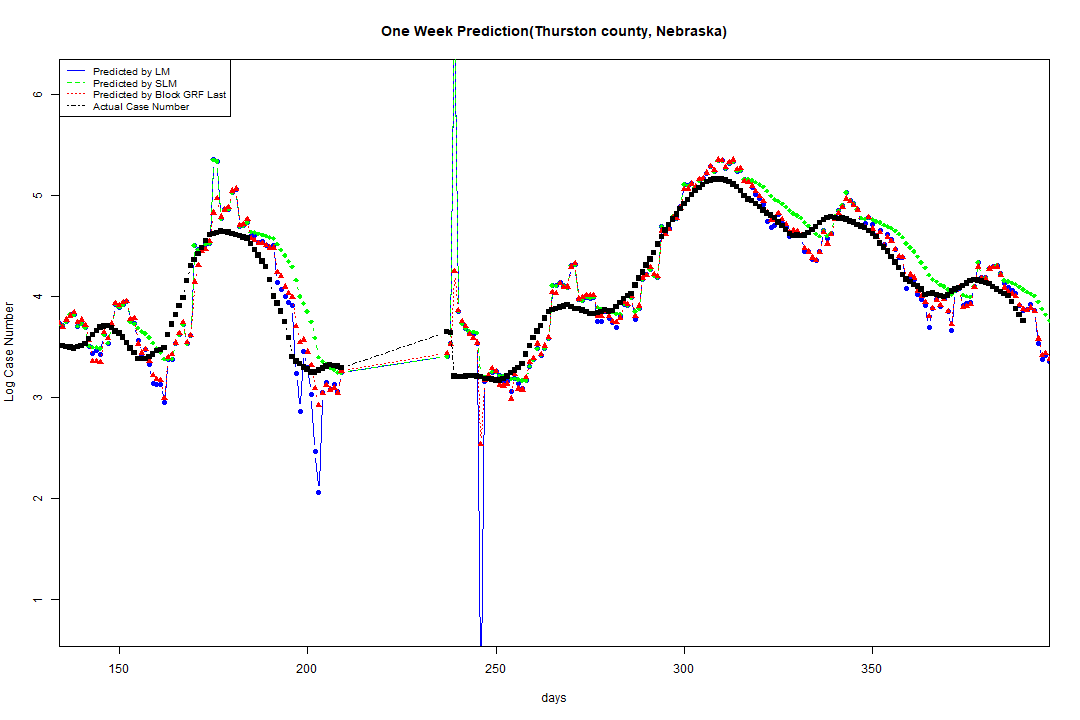 One Week Prediction(Thurston county, Nebraska)
Predicted by LM
Predicted by SLM
Predicted by Block GRF Last
Actual Case Number
6
5
4
3
2
1
Log Case Number
150 200 250 300 350
days